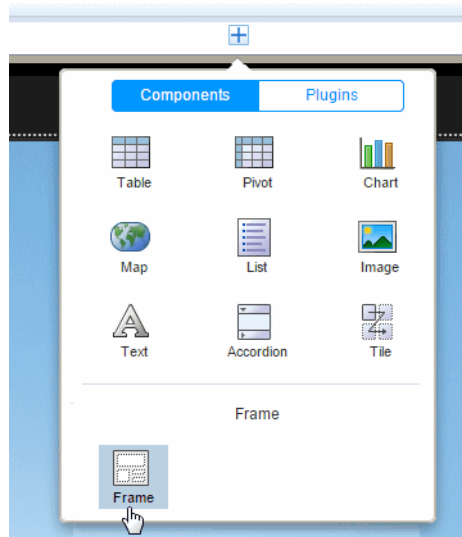 Components Plugins
Table Pivot Chart
Map List Image
Text Accordion Tile
Frame
Frame